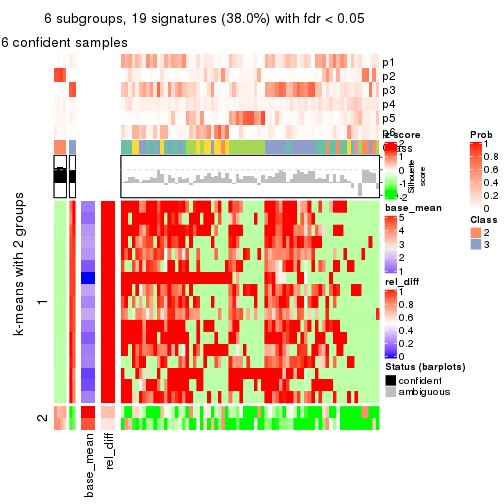 6 subgroups, 19 signatures (38.0%) with fdr < 0.05
6 confident samples
p1
p2
p3
p4
p5
p6
Class
z-score
2
1
0
-1
-2
Silhouette
score
Prob
1
0.8
0.6
0.4
0.2
0
Class
2
3
base_mean
5
4
3
2
1
rel_diff
1
0.8
0.6
0.4
0.2
0
Status (barplots)
confident
ambiguous
k-means with 2 groups
1
2
base_mean
rel_diff